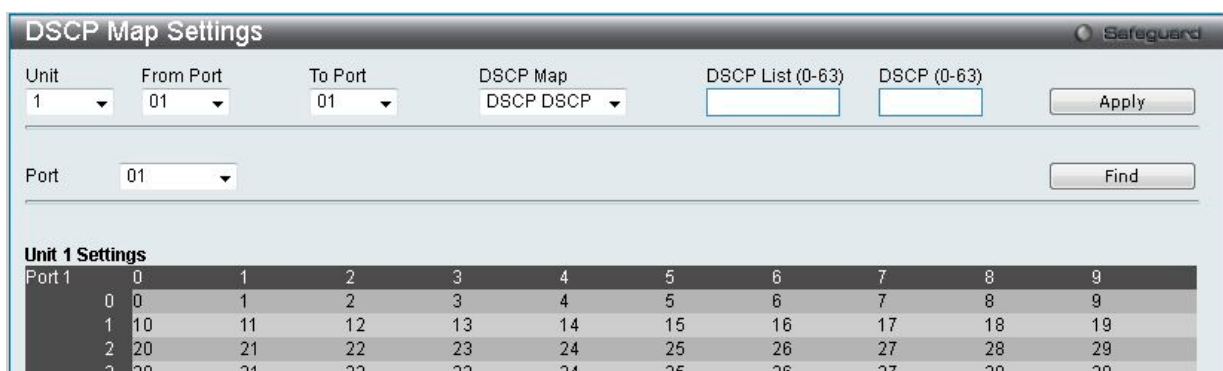 DSCP Map Settings Safeguard
Unit From Port To Port DSCP Map DSCP List (0-63) DSCP (0-63)
1 01 01 DSCP DSCP Apply
Port 01 Find
Unit 1 Settings
Port 1 0 1 2 3 4 5 6 7 8 9
0 0 1 2 3 4 5 6 7 8 9
1 10 11 12 13 14 15 16 17 18 19
2 20 21 22 23 24 25 26 27 28 29